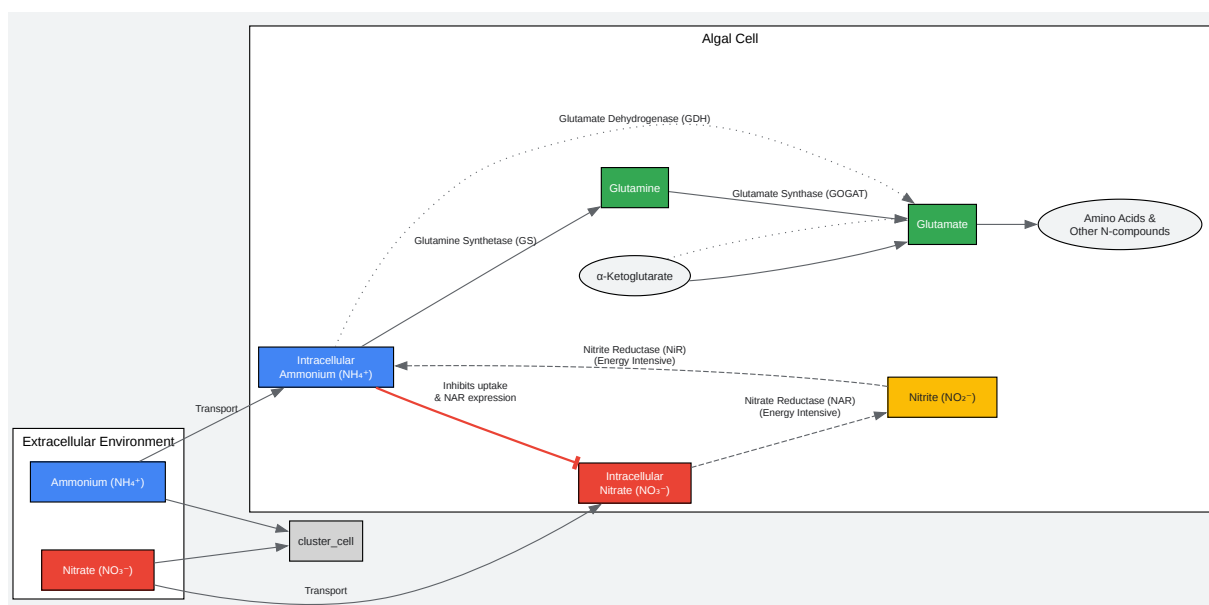 Algal Cell
Glutamate Dehydrogenase (GDH)
Glutamine
Glutamate Synthase (GOGAT)
Glutamate
Amino Acids &
Other N-compounds
Glutamine Synthetase (GS)
α-Ketoglutarate
Intracellular
Ammonium (NH₄⁺)
Nitrite Reductase (NiR)
(Energy Intensive)
Inhibits uptake
& NAR expression
Nitrate Reductase (NAR)
(Energy Intensive)
Nitrite (NO₂⁻)
Transport
Extracellular Environment
Ammonium (NH₄⁺)
Intracellular
Nitrate (NO₃⁻)
cluster_cell
Nitrate (NO₃⁻)
Transport